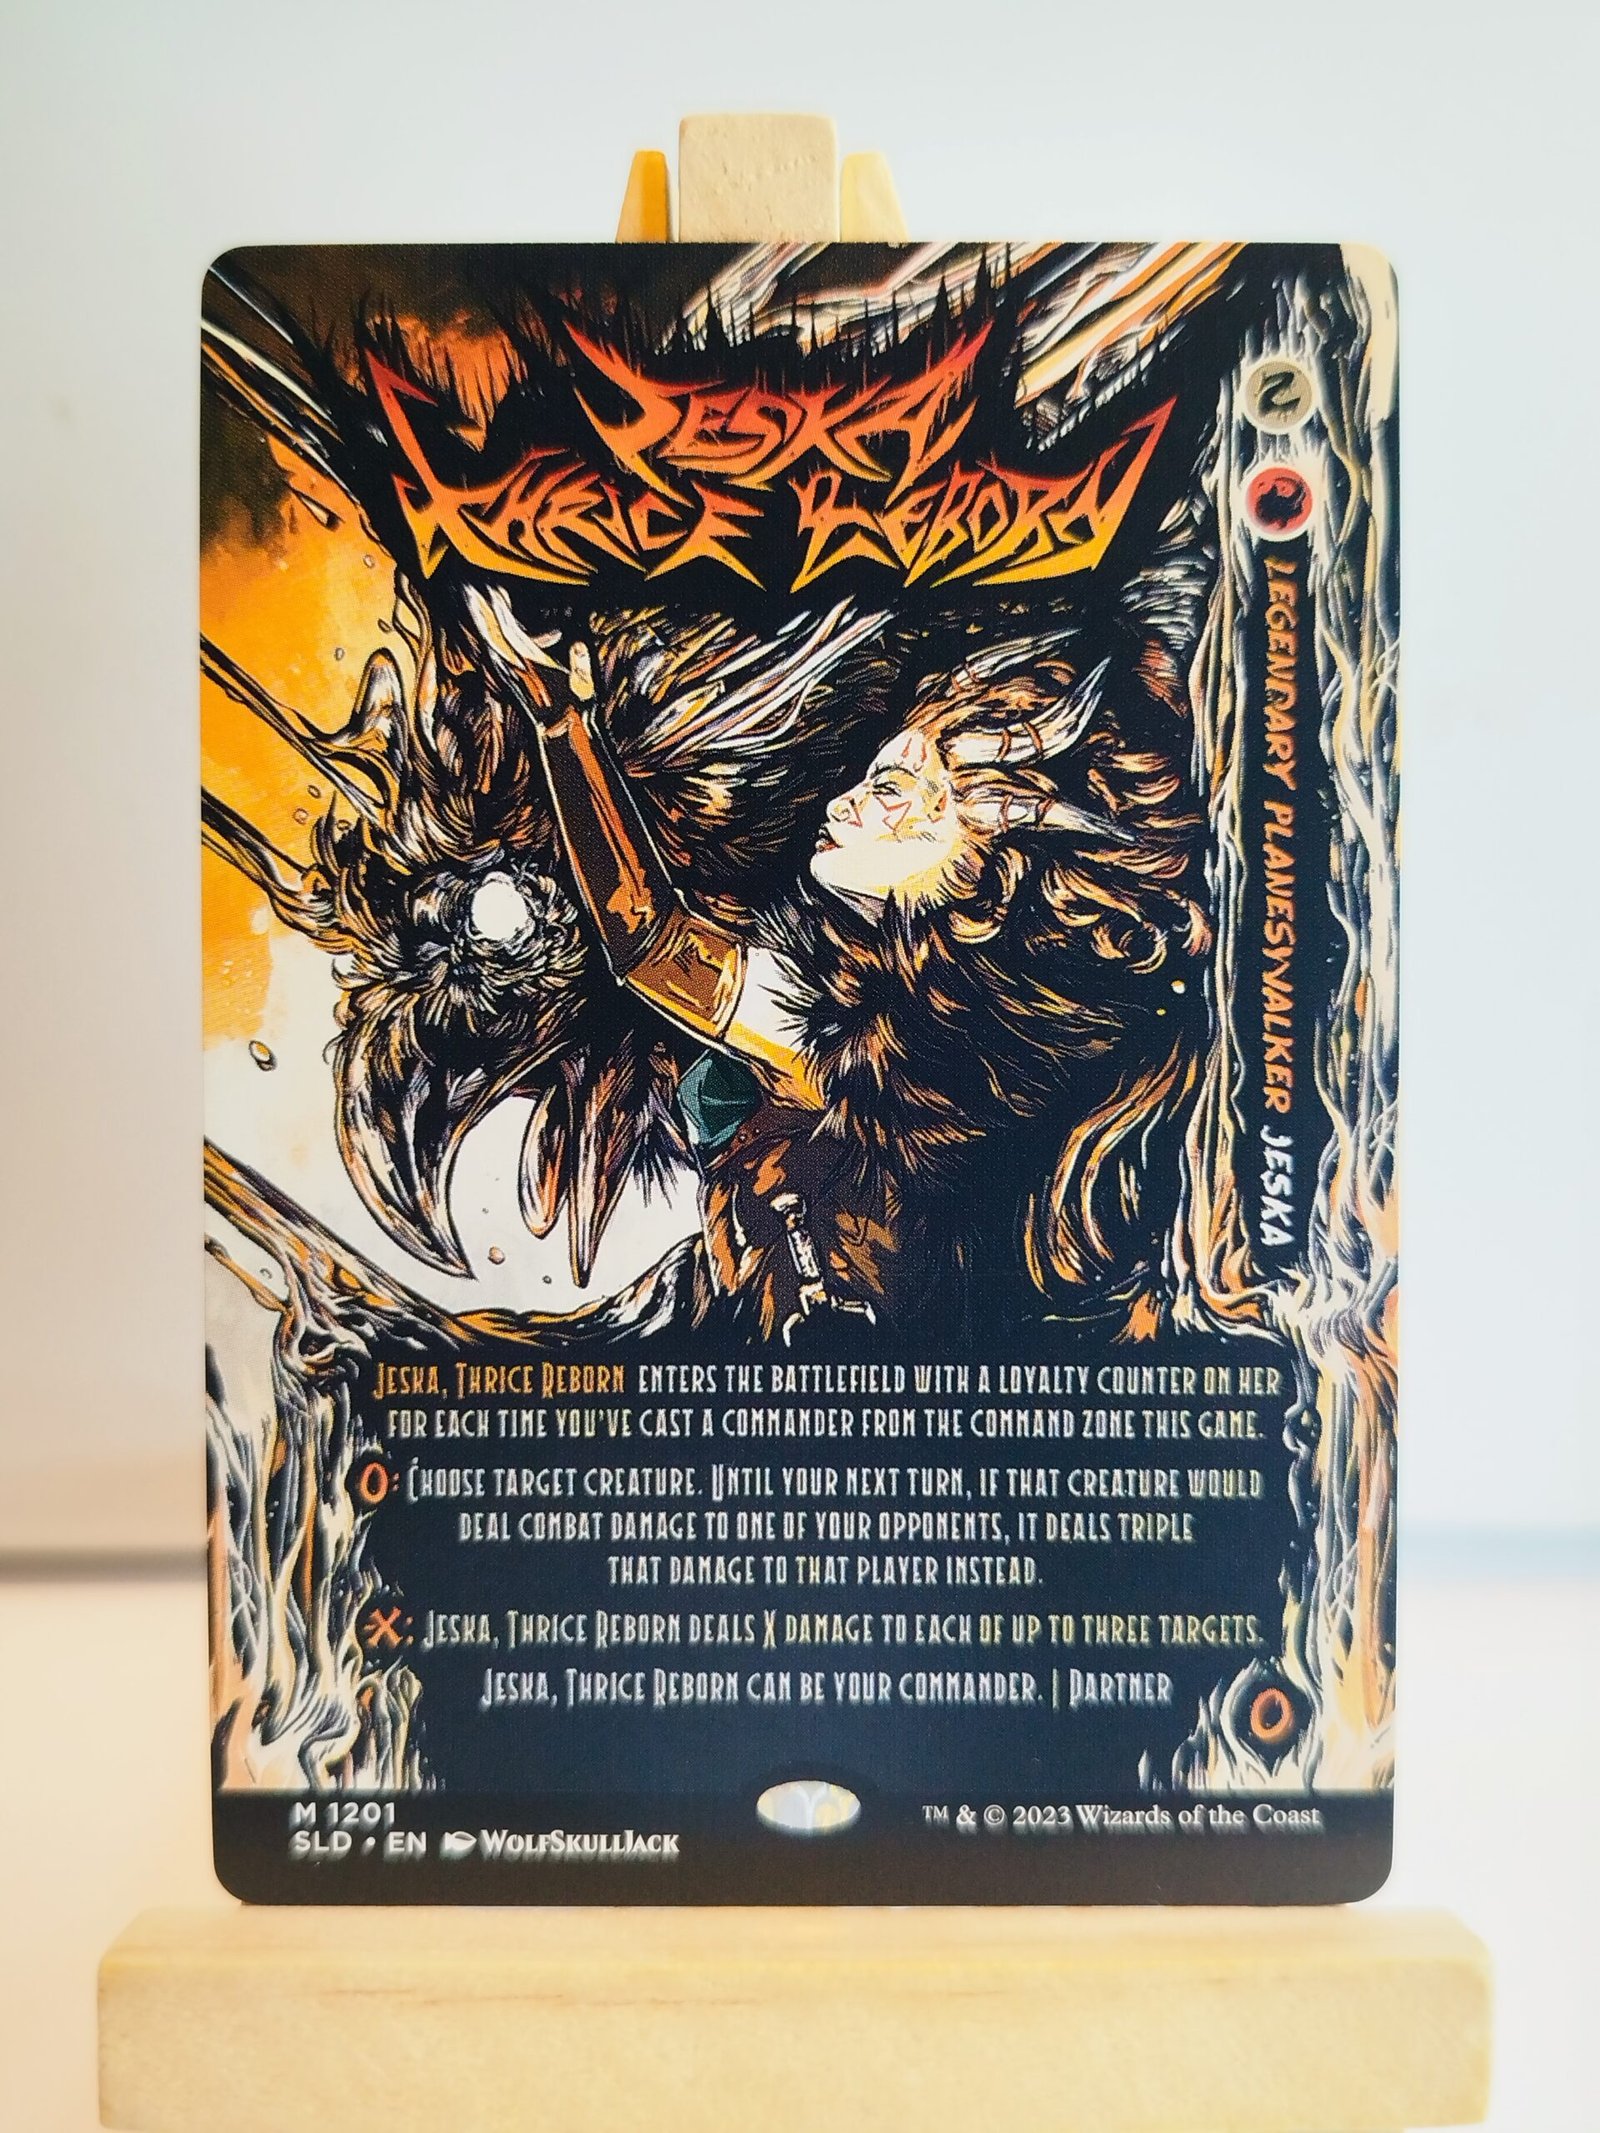 Jeska
Thrice Reborn
2
Legendary Planeswalker Jeska
Jeska, Thrice Reborn enters the battlefield with a loyalty counter on her
for each time you've cast a commander from the command zone this game.
0: Choose target creature. Until your next turn, if that creature would
deal combat damage to one of your opponents, it deals triple
that damage to that player instead.
-X: Jeska, Thrice Reborn deals X damage to each of up to three targets.
Jeska, Thrice Reborn can be your commander. | Partner
0
M 1201
SLD • EN WolfSkullJack
™ & © 2023 Wizards of the Coast